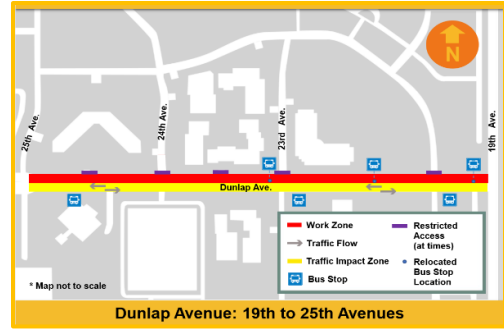 N
25th Ave.
24th Ave.
23rd Ave.
19th Ave.
Dunlap Ave.
Work Zone
Traffic Flow
Traffic Impact Zone
Bus Stop
Restricted
Access
(at times)
Relocated
Bus Stop
Location
* Map not to scale
Dunlap Avenue: 19th to 25th Avenues